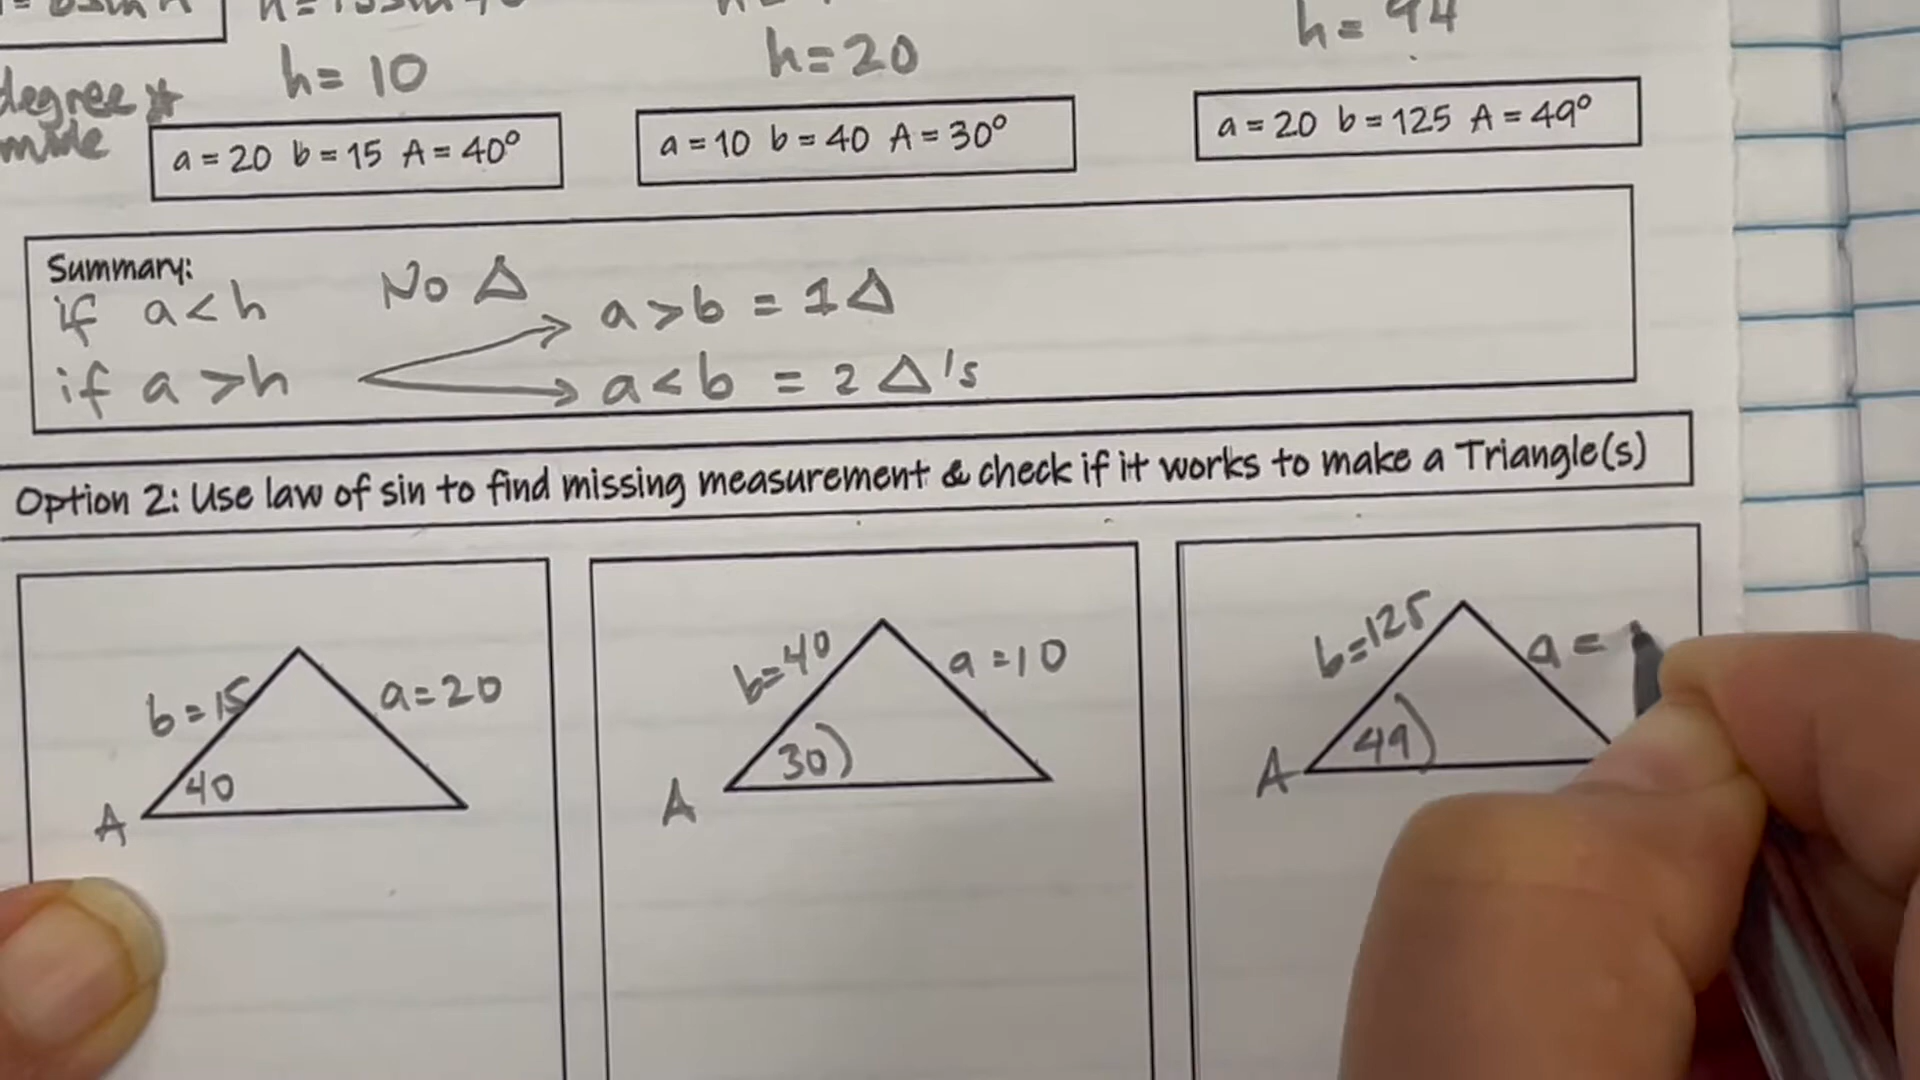 h = 10
h = 20
h = 94
degree *
mode
a = 20 b = 15 A = 40°
a = 10 b = 40 A = 30°
a = 20 b = 125 A = 49°
Summary:
if a < h No △
if a > h
a > b = 1 △
a < b = 2 △'s
Option 2: Use law of sin to find missing measurement & check if it works to make a Triangle(s)
b = 15
a = 20
40
A
b = 40
a = 10
30
A
b = 125
a =
49
A